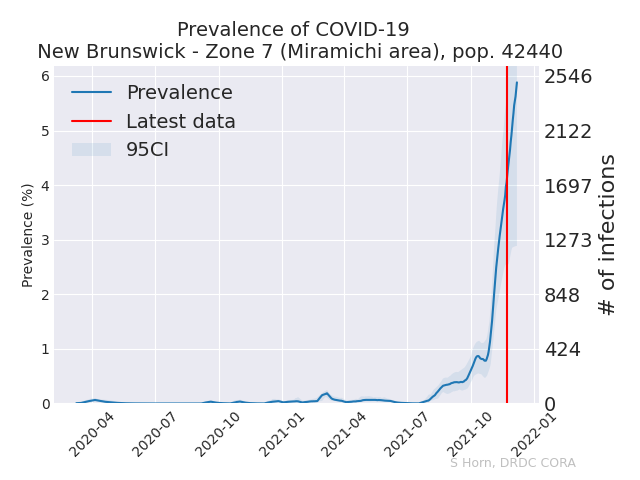 Prevalence of COVID-19
New Brunswick - Zone 7 (Miramichi area), pop. 42440
Prevalence
Latest data
95CI
Prevalence (%)
6
5
4
3
2
1
0
2546
2122
1697
1273
848
424
0
# of infections
2020-04
2020-07
2020-10
2021-01
2021-04
2021-07
2021-10
2022-01
S Horn, DRDC CORA